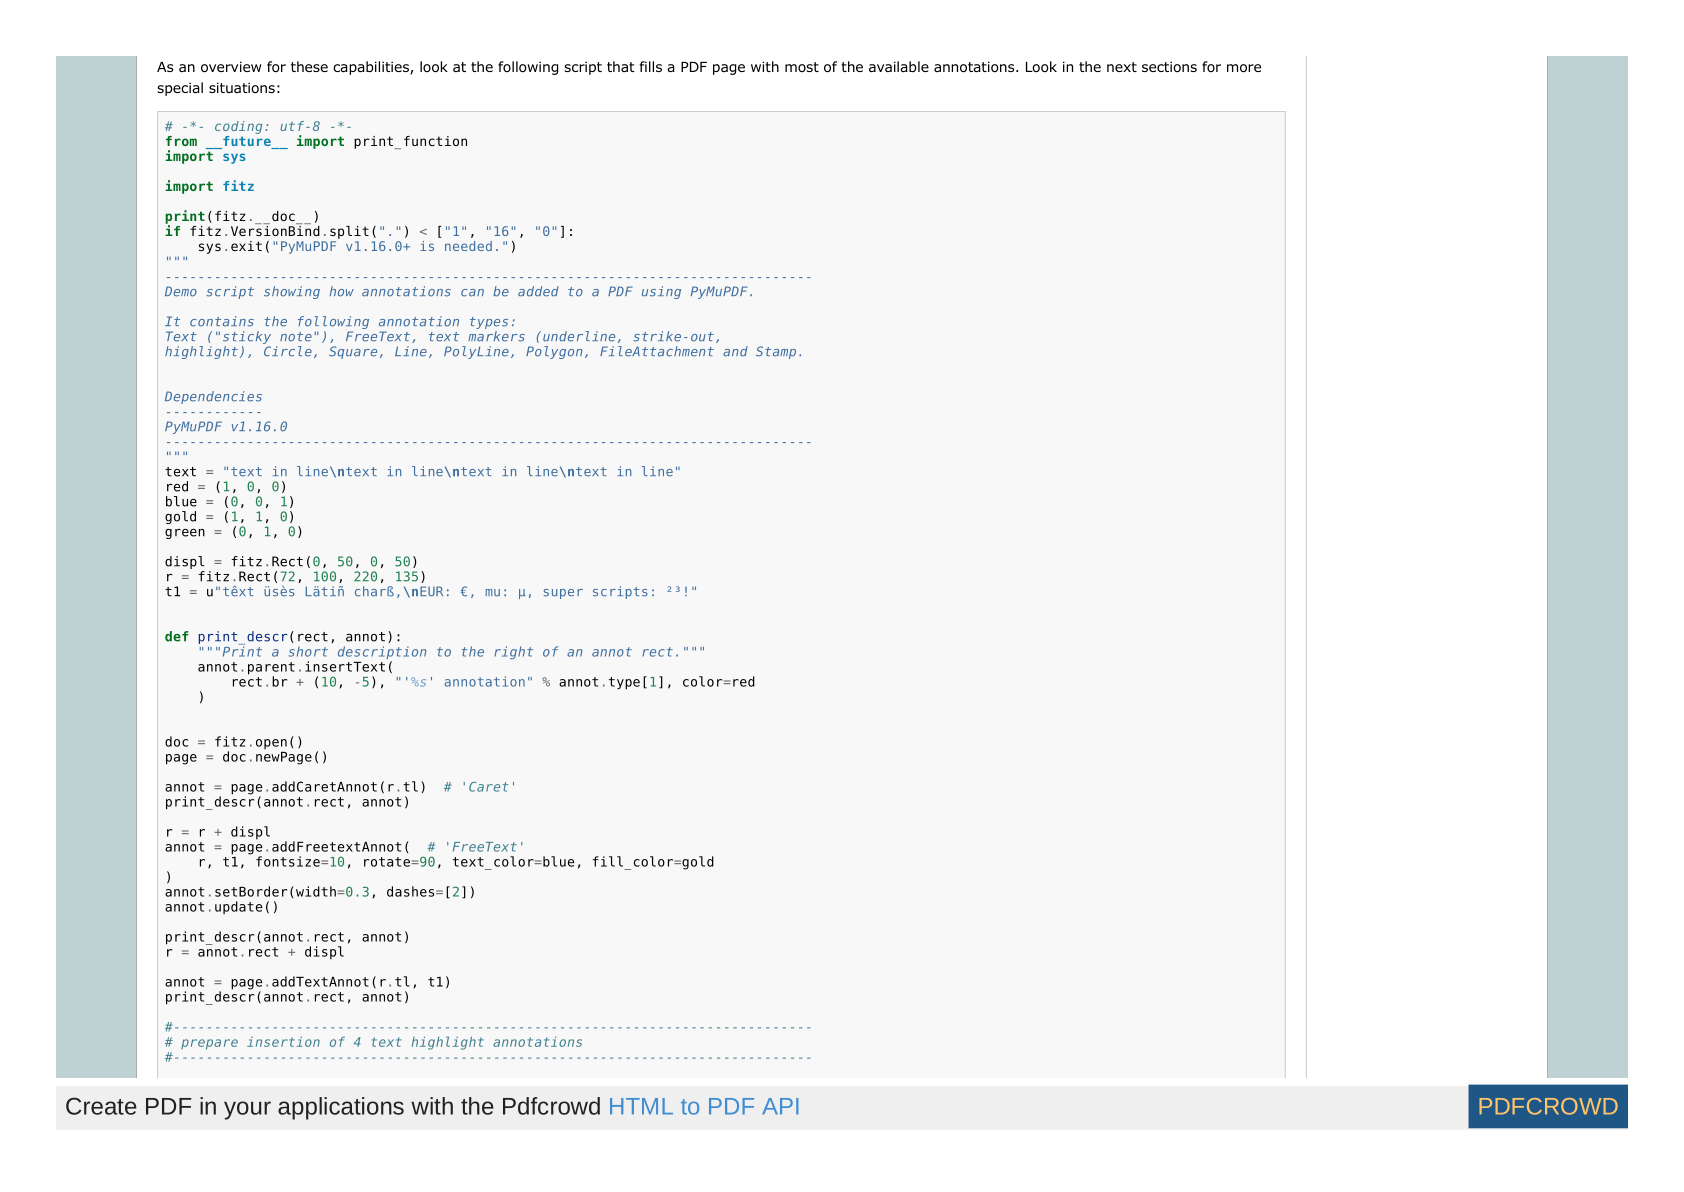 As an overview for these capabilities, look at the following script that fills a PDF page with most of the available annotations. Look in the next sections for more
special situations:
# -*- coding: utf-8 -*-
from __future__ import print_function
import sys

import fitz

print(fitz.__doc__)
if fitz.VersionBind.split(".") < ["1", "16", "0"]:
    sys.exit("PyMuPDF v1.16.0+ is needed.")
"""
-------------------------------------------------------------------------------
Demo script showing how annotations can be added to a PDF using PyMuPDF.

It contains the following annotation types:
Text ("sticky note"), FreeText, text markers (underline, strike-out,
highlight), Circle, Square, Line, PolyLine, Polygon, FileAttachment and Stamp.


Dependencies
------------
PyMuPDF v1.16.0
-------------------------------------------------------------------------------
"""
text = "text in line\ntext in line\ntext in line\ntext in line"
red = (1, 0, 0)
blue = (0, 0, 1)
gold = (1, 1, 0)
green = (0, 1, 0)

displ = fitz.Rect(0, 50, 0, 50)
r = fitz.Rect(72, 100, 220, 135)
t1 = u"têxt üsès Lätiñ charß,\nEUR: €, mu: µ, super scripts: ²³!"


def print_descr(rect, annot):
    """Print a short description to the right of an annot rect."""
    annot.parent.insertText(
        rect.br + (10, -5), "'%s' annotation" % annot.type[1], color=red
    )


doc = fitz.open()
page = doc.newPage()

annot = page.addCaretAnnot(r.tl)  # 'Caret'
print_descr(annot.rect, annot)

r = r + displ
annot = page.addFreetextAnnot(  # 'FreeText'
    r, t1, fontsize=10, rotate=90, text_color=blue, fill_color=gold
)
annot.setBorder(width=0.3, dashes=[2])
annot.update()

print_descr(annot.rect, annot)
r = annot.rect + displ

annot = page.addTextAnnot(r.tl, t1)
print_descr(annot.rect, annot)

#------------------------------------------------------------------------------
# prepare insertion of 4 text highlight annotations
#------------------------------------------------------------------------------
Create PDF in your applications with the Pdfcrowd HTML to PDF API
PDFCROWD